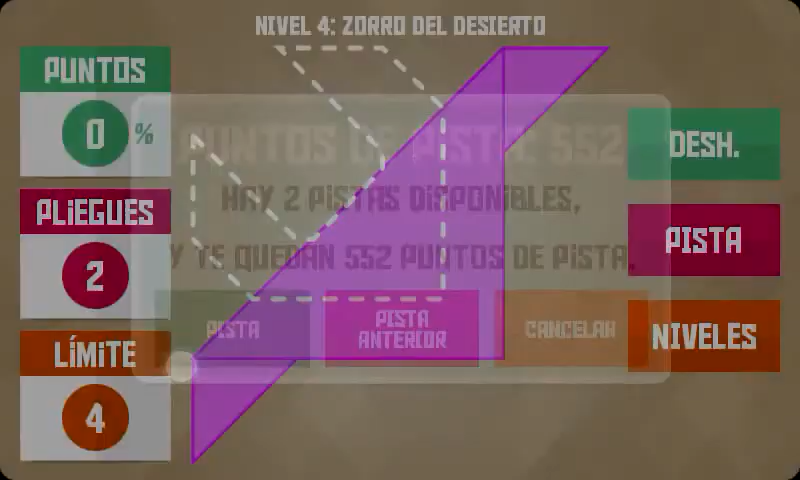 NIVEL 4: ZORRO DEL DESIERTO
PUNTOS
0 %
PLIEGUES
2
LÍMITE
4
PUNTOS DE PISTA: 552
HAY 2 PISTAS DISPONIBLES,
Y TE QUEDAN 552 PUNTOS DE PISTA.
PISTA
PISTA
ANTERIOR
CANCELAR
DESH.
PISTA
NIVELES